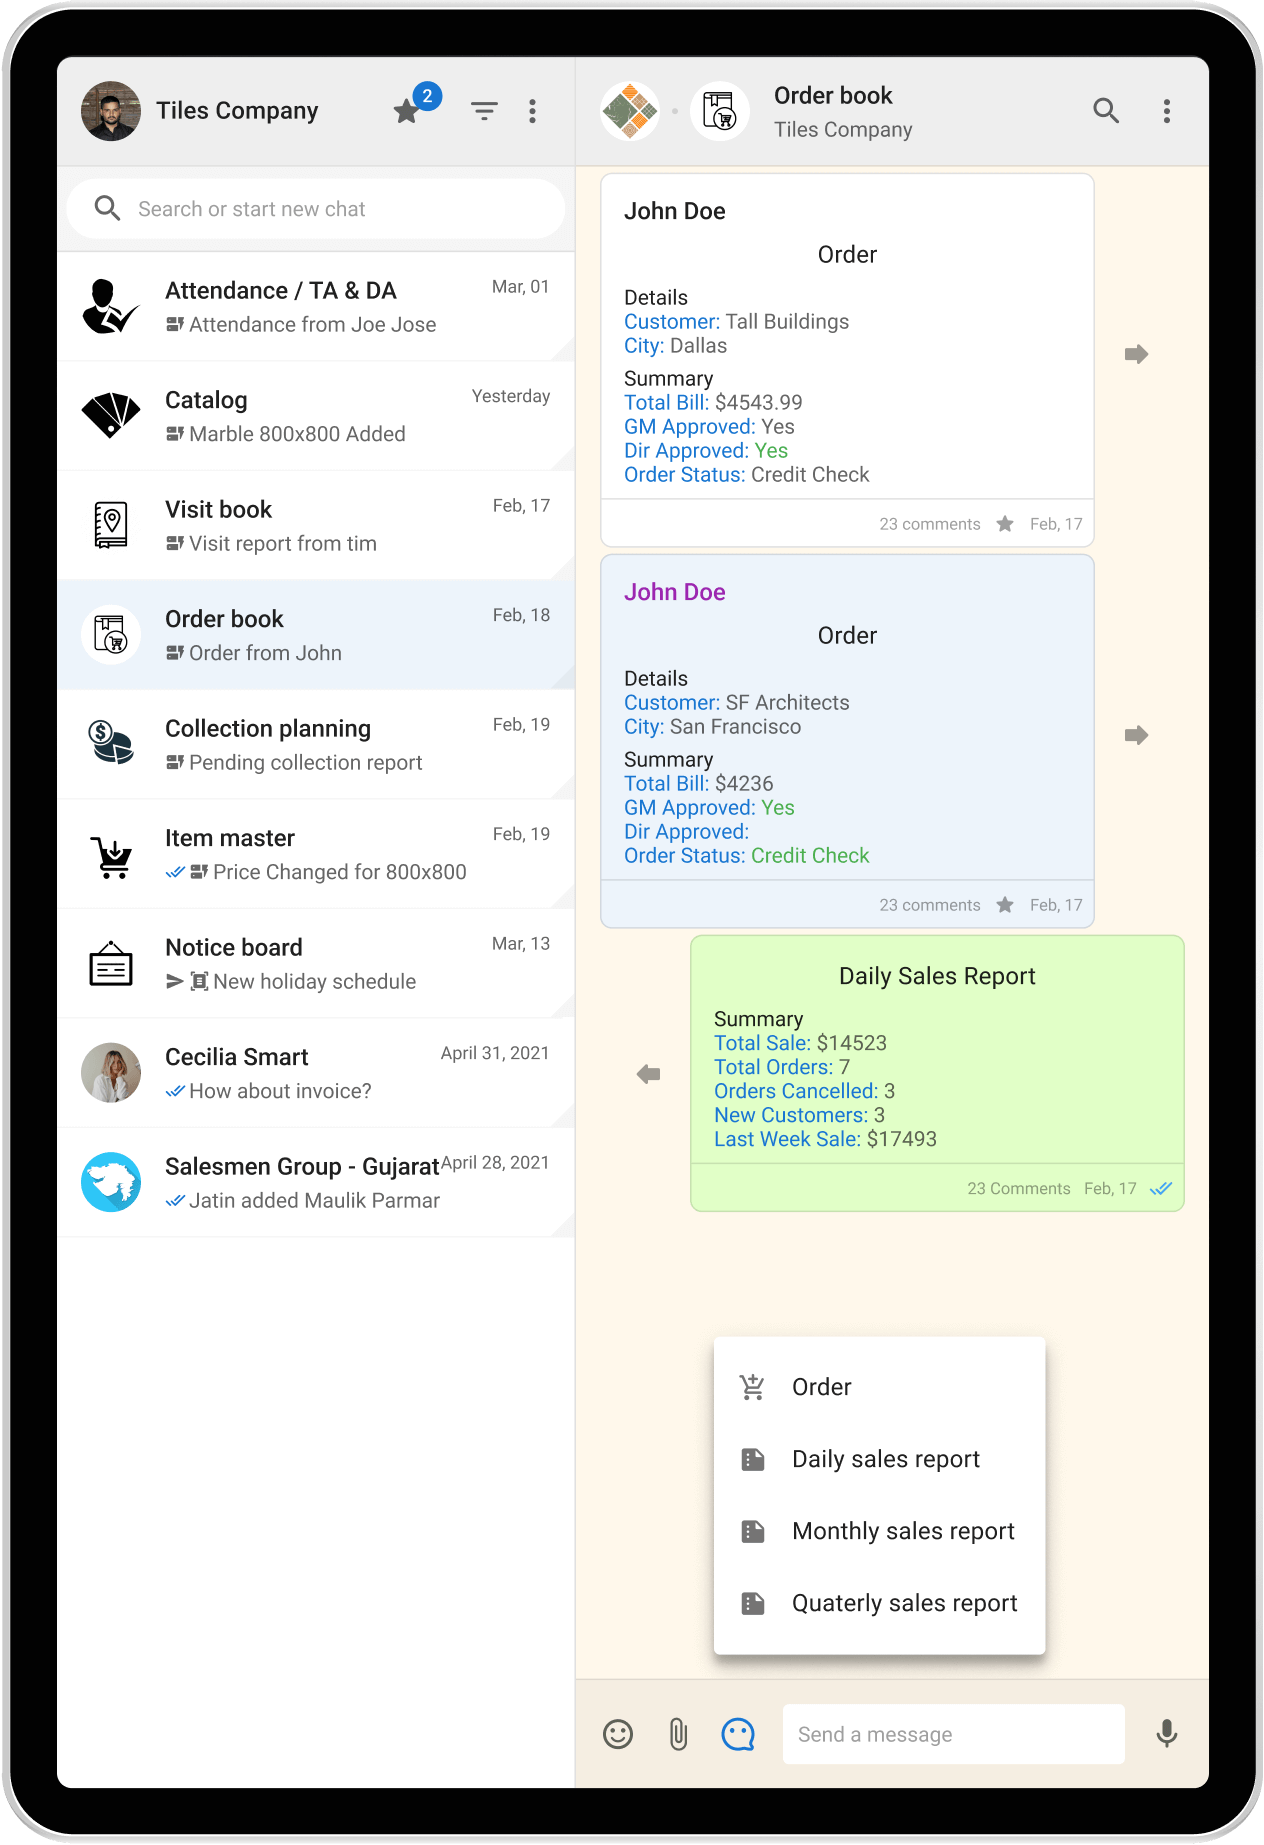 Tiles Company
2
Search or start new chat
Attendance / TA & DA
Mar, 01
Attendance from Joe Jose
Catalog
Yesterday
Marble 800x800 Added
Visit book
Feb, 17
Visit report from tim
Order book
Feb, 18
Order from John
Collection planning
Feb, 19
Pending collection report
Item master
Feb, 19
Price Changed for 800x800
Notice board
Mar, 13
New holiday schedule
Cecilia Smart
April 31, 2021
How about invoice?
Salesmen Group - Gujarat
April 28, 2021
Jatin added Maulik Parmar
Order book
Tiles Company
John Doe
Order
Details
Customer: Tall Buildings
City: Dallas
Summary
Total Bill: $4543.99
GM Approved: Yes
Dir Approved: Yes
Order Status: Credit Check
23 comments Feb, 17
John Doe
Order
Details
Customer: SF Architects
City: San Francisco
Summary
Total Bill: $4236
GM Approved: Yes
Dir Approved:
Order Status: Credit Check
23 comments Feb, 17
Daily Sales Report
Summary
Total Sale: $14523
Total Orders: 7
Orders Cancelled: 3
New Customers: 3
Last Week Sale: $17493
23 Comments Feb, 17
Order
Daily sales report
Monthly sales report
Quaterly sales report
Send a message